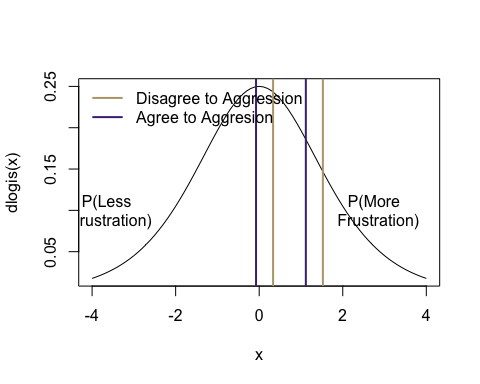 Disagree to Aggression
Agree to Aggresion
P(Less
rustration)
P(More
Frustration)
0.25
0.15
0.05
dlogis(x)
-4
-2
0
2
4
x